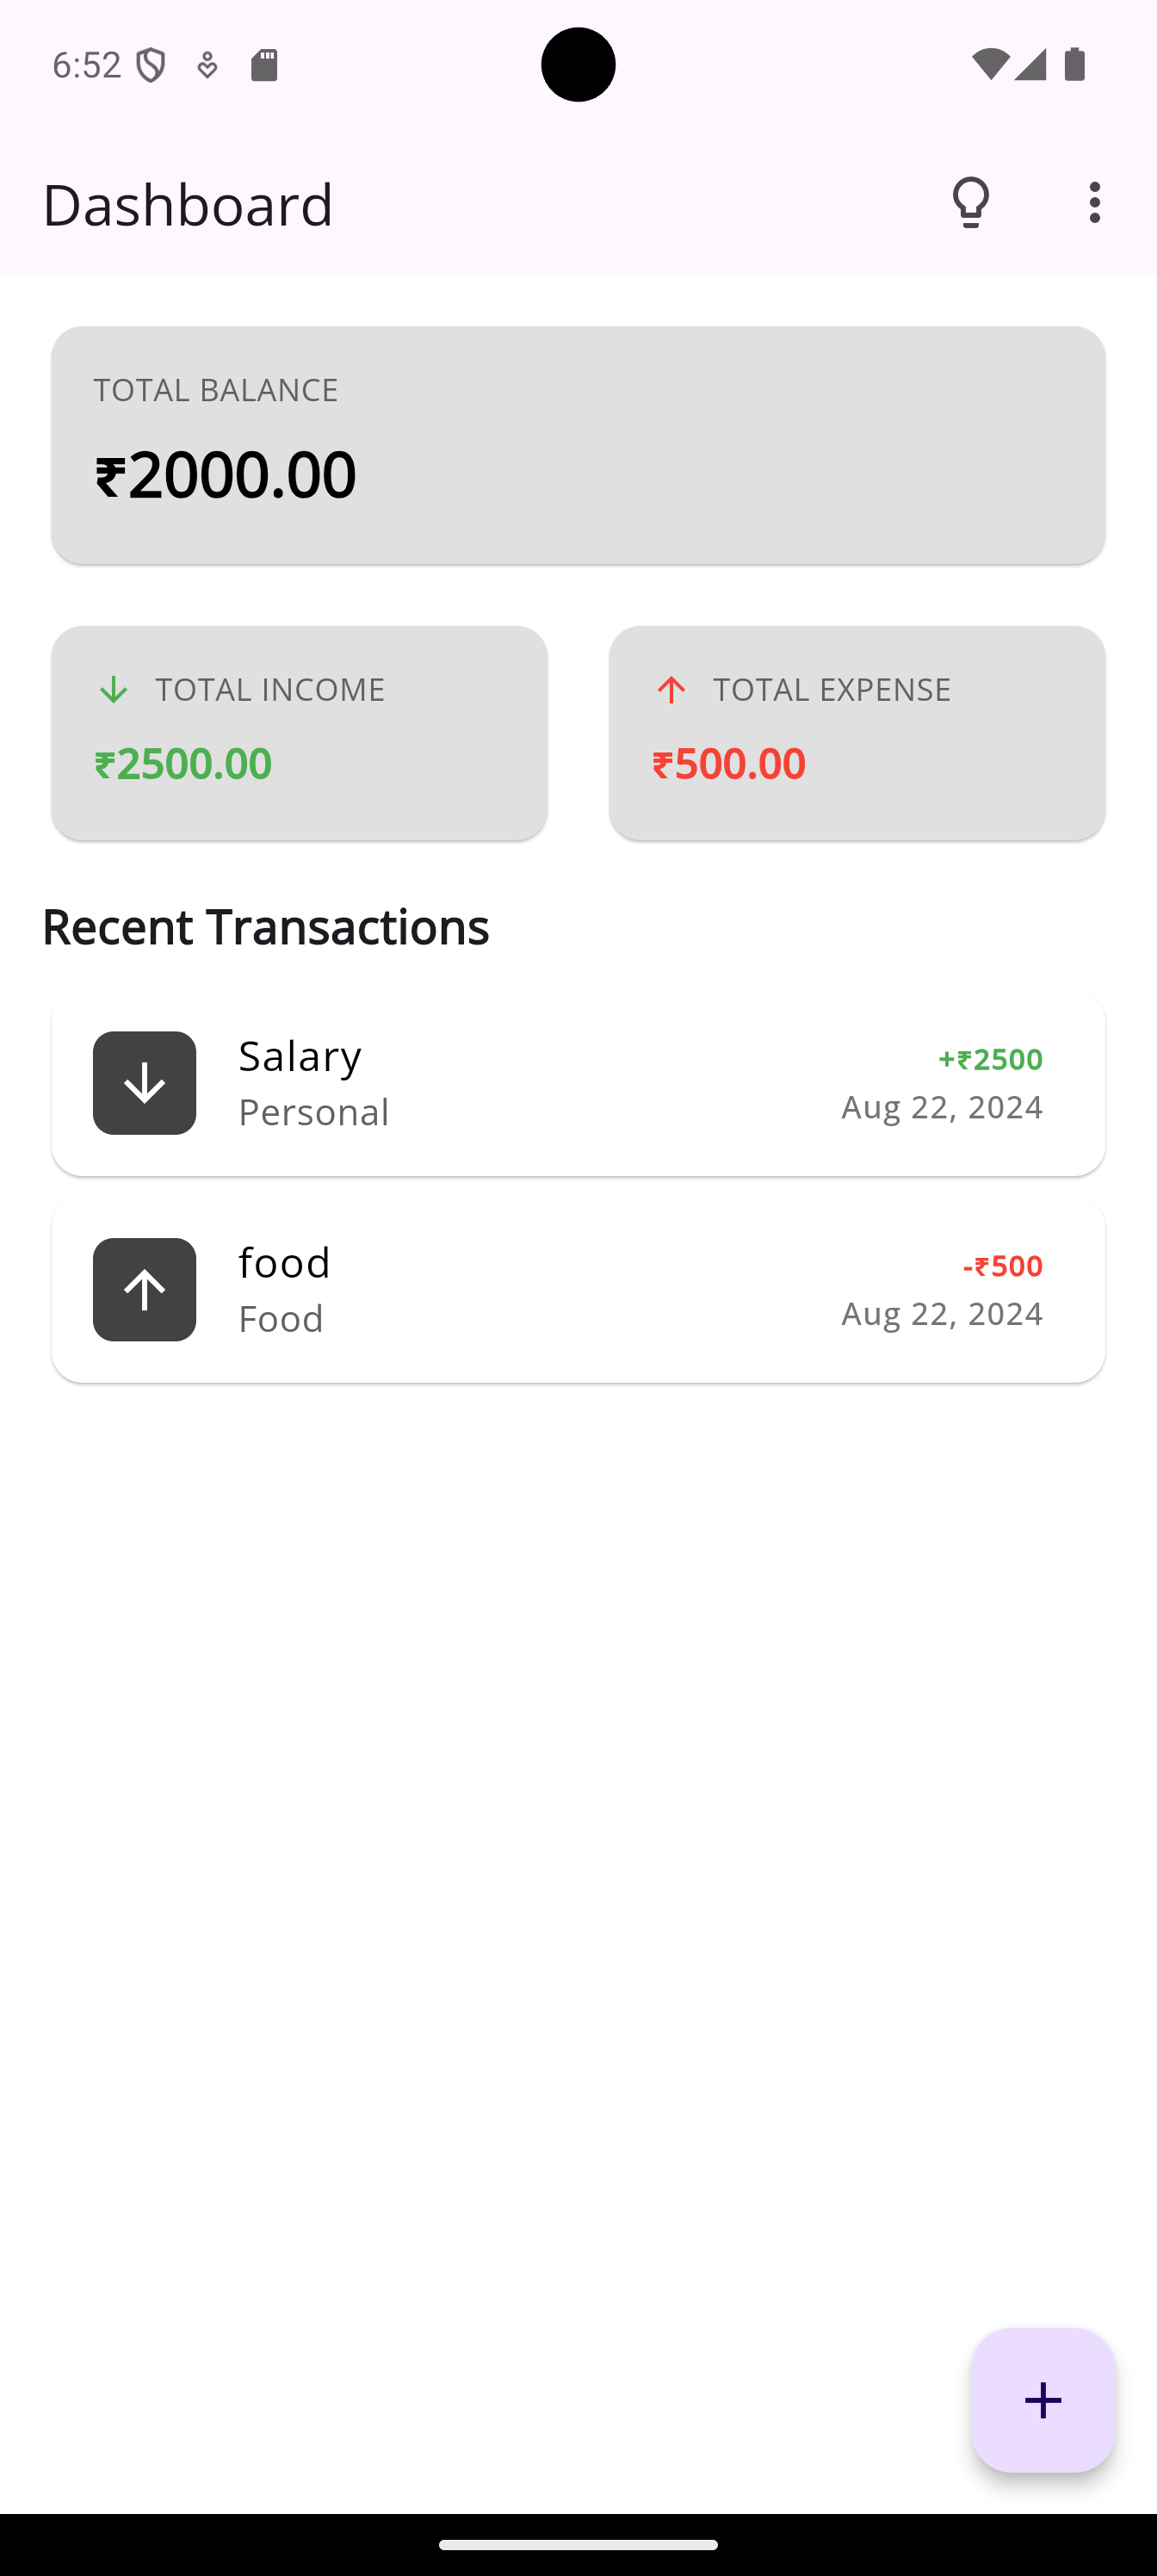 6:52
Dashboard
TOTAL BALANCE
₹2000.00
TOTAL INCOME
₹2500.00
TOTAL EXPENSE
₹500.00
Recent Transactions
Salary
Personal
+₹2500
Aug 22, 2024
food
Food
-₹500
Aug 22, 2024